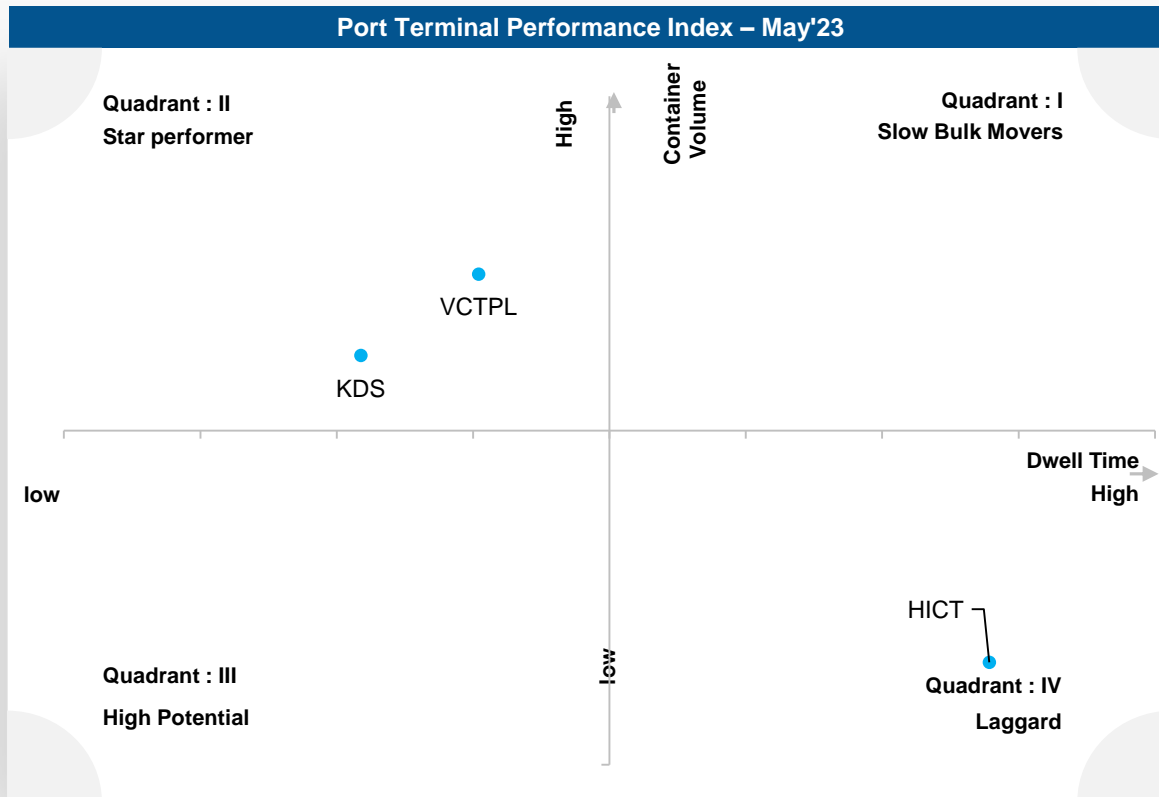 Port Terminal Performance Index – May'23
Quadrant : II
Star performer
High
Container
Volume
Quadrant : I
Slow Bulk Movers
VCTPL
KDS
Dwell Time
High
low
HICT
Quadrant : III
High Potential
low
Quadrant : IV
Laggard